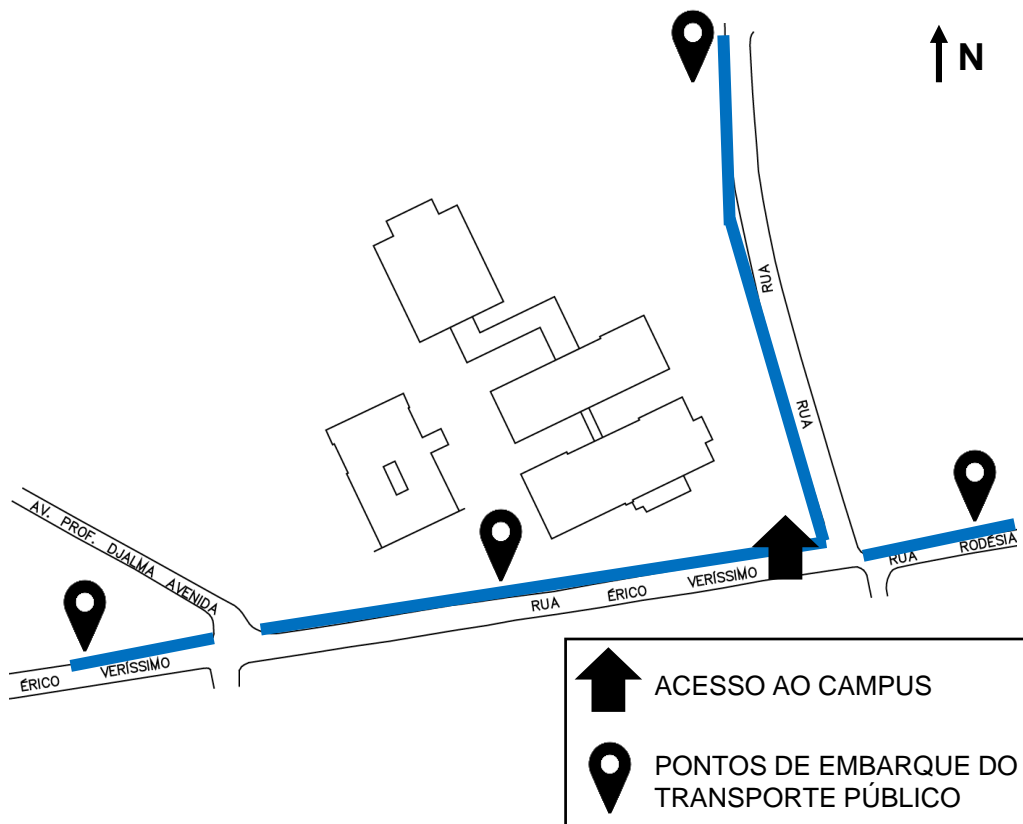 N
RUA
RUA
AV. PROF. DJALMA AVENIDA
RUA RODÉSIA
RUA ÉRICO VERÍSSIMO
ÉRICO VERÍSSIMO
ACESSO AO CAMPUS
PONTOS DE EMBARQUE DO
TRANSPORTE PÚBLICO